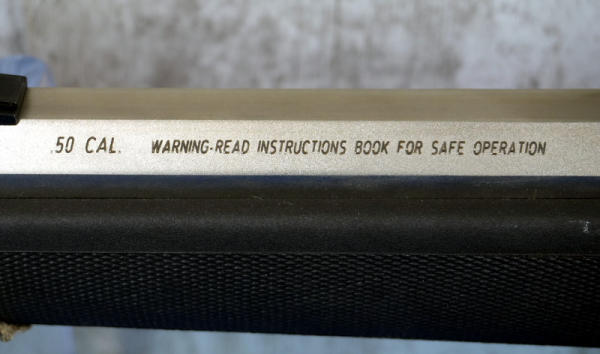 .50 CAL. WARNING-READ INSTRUCTIONS BOOK FOR SAFE OPERATION